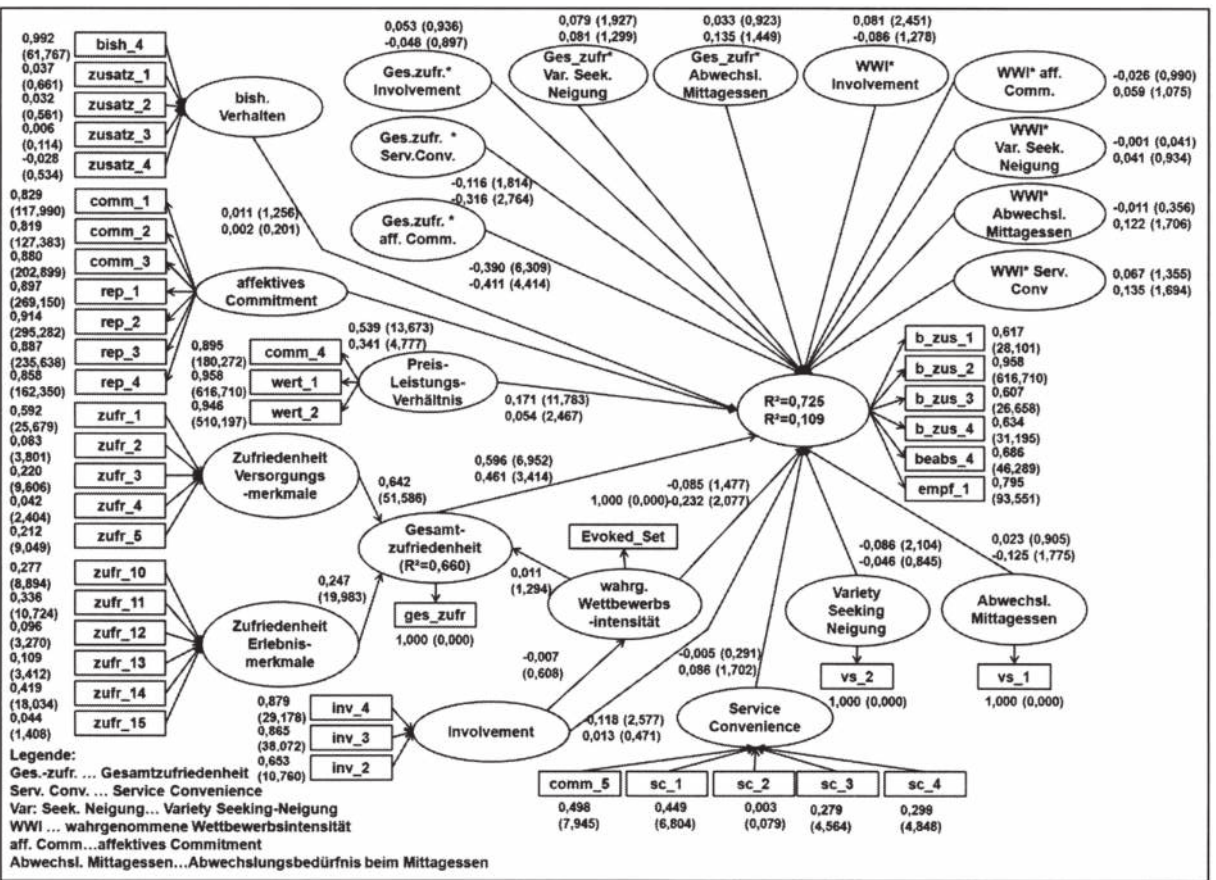 0,992
(61,767)
0,037
(0,661)
0,032
(0,561)
0,006
(0,114)
-0,028
(0,534)
bish_4
zusatz_1
zusatz_2
zusatz_3
zusatz_4
bish.
Verhalten
0,053 (0,936)
-0,048 (0,897)
Ges.zufr.*
Involvement
0,079 (1,927)
0,081 (1,299)
Ges_zufr*
Var. Seek.
Neigung
0,033 (0,923)
0,135 (1,449)
Ges_zufr*
Abwechsl.
Mittagessen
0,081 (2,451)
-0,086 (1,278)
WWI*
Involvement
WWI* aff.
Comm.
-0,026 (0,990)
0,059 (1,075)
WWI*
Var. Seek.
Neigung
-0,001 (0,041)
0,041 (0,934)
WWI*
Abwechsl.
Mittagessen
-0,011 (0,356)
0,122 (1,706)
WWI* Serv.
Conv
0,067 (1,355)
0,135 (1,694)
Ges.zufr. *
Serv.Conv.
-0,116 (1,814)
-0,316 (2,764)
Ges.zufr. *
aff. Comm.
-0,390 (6,309)
-0,411 (4,414)
0,011 (1,256)
0,002 (0,201)
0,829
(117,990)
0,819
(127,383)
0,880
(202,899)
0,897
(269,150)
0,914
(295,282)
0,887
(235,638)
0,858
(162,350)
comm_1
comm_2
comm_3
rep_1
rep_2
rep_3
rep_4
affektives
Commitment
0,539 (13,673)
0,341 (4,777)
0,895
(180,272)
0,958
(616,710)
0,946
(510,197)
comm_4
wert_1
wert_2
Preis-
Leistungs-
Verhältnis
0,171 (11,783)
0,054 (2,467)
R²=0,725
R²=0,109
b_zus_1
b_zus_2
b_zus_3
b_zus_4
beabs_4
empf_1
0,617
(28,101)
0,958
(616,710)
0,607
(26,658)
0,634
(31,195)
0,686
(46,289)
0,795
(93,551)
0,592
(25,679)
0,083
(3,801)
0,220
(9,606)
0,042
(2,404)
0,212
(9,049)
zufr_1
zufr_2
zufr_3
zufr_4
zufr_5
Zufriedenheit
Versorgungs
-merkmale
0,642
(51,586)
0,596 (6,952)
0,461 (3,414)
Gesamt-
zufriedenheit
(R²=0,660)
ges_zufr
1,000 (0,000)
-0,085 (1,477)
-0,232 (2,077)
1,000 (0,000)
Evoked_Set
0,011
(1,294)
wahrg.
Wettbewerbs
-intensität
-0,086 (2,104)
-0,046 (0,845)
Variety
Seeking
Neigung
vs_2
1,000 (0,000)
0,023 (0,905)
-0,125 (1,775)
Abwechsl.
Mittagessen
vs_1
1,000 (0,000)
0,277
(8,894)
0,336
(10,724)
0,096
(3,270)
0,109
(3,412)
0,419
(18,034)
0,044
(1,408)
zufr_10
zufr_11
zufr_12
zufr_13
zufr_14
zufr_15
Zufriedenheit
Erlebnis-
merkmale
0,247
(19,983)
-0,007
(0,608)
-0,005 (0,291)
0,086 (1,702)
0,879
(29,178)
0,865
(38,072)
0,653
(10,760)
inv_4
inv_3
inv_2
Involvement
-0,118 (2,577)
0,013 (0,471)
Service
Convenience
comm_5
sc_1
sc_2
sc_3
sc_4
0,498
(7,945)
0,449
(6,804)
0,003
(0,079)
0,279
(4,564)
0,299
(4,848)
Legende:
Ges.-zufr. ... Gesamtzufriedenheit
Serv. Conv. ... Service Convenience
Var: Seek. Neigung... Variety Seeking-Neigung
WWI ... wahrgenommene Wettbewerbsintensität
aff. Comm...affektives Commitment
Abwechsl. Mittagessen...Abwechslungsbedürfnis beim Mittagessen